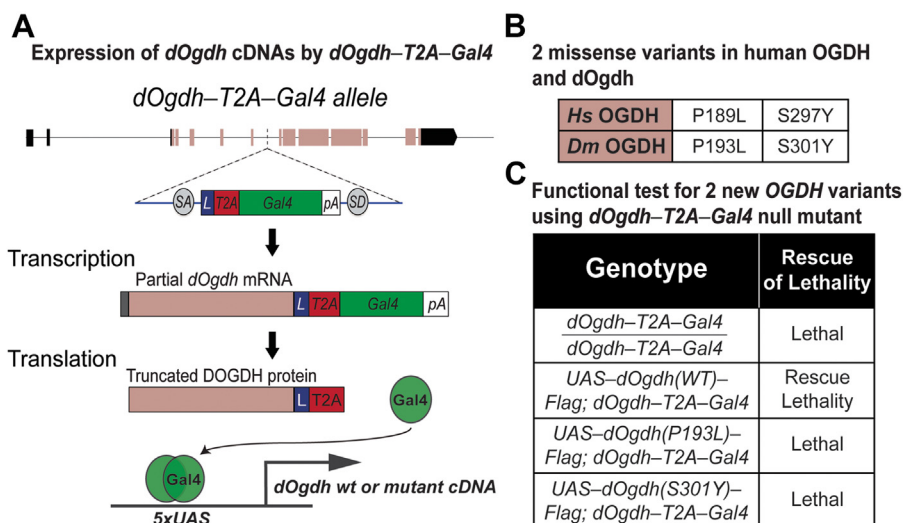 A
Expression of dOgdh cDNAs by dOgdh–T2A–Gal4
dOgdh–T2A–Gal4 allele
SA
L
T2A
Gal4
pA
SD
Transcription
Partial dOgdh mRNA
L
T2A
Gal4
pA
Translation
Truncated DOGDH protein
L
T2A
Gal4
Gal4
dOgdh wt or mutant cDNA
5xUAS
B
2 missense variants in human OGDH
and dOgdh
Hs OGDH P189L S297Y
Dm OGDH P193L S301Y
C
Functional test for 2 new OGDH variants
using dOgdh–T2A–Gal4 null mutant
Genotype
Rescue
of Lethality
dOgdh–T2A–Gal4
dOgdh–T2A–Gal4
Lethal
UAS–dOgdh(WT)–
Flag; dOgdh–T2A–Gal4
Rescue
Lethality
UAS–dOgdh(P193L)–
Flag; dOgdh–T2A–Gal4
Lethal
UAS–dOgdh(S301Y)–
Flag; dOgdh–T2A–Gal4
Lethal